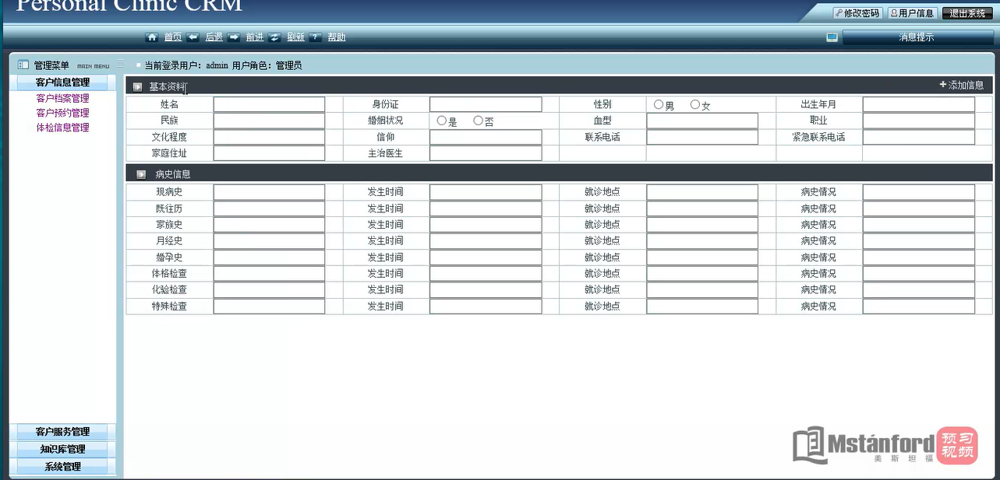 Personal Clinic CRM
修改密码 用户信息 退出系统
首页 后退 前进 刷新 ? 帮助 消息提示
管理菜单 MAIN MENU 当前登录用户：admin 用户角色：管理员
客户信息管理
客户档案管理
客户预约管理
体检信息管理
基本资料 +添加信息
姓名 身份证 性别 男 女 出生年月
民族 婚姻状况 是 否 血型 职业
文化程度 信仰 联系电话 紧急联系电话
家庭住址 主治医生
病史信息
现病史 发生时间 就诊地点 病史情况
既往历 发生时间 就诊地点 病史情况
家族史 发生时间 就诊地点 病史情况
月经史 发生时间 就诊地点 病史情况
婚孕史 发生时间 就诊地点 病史情况
体格检查 发生时间 就诊地点 病史情况
化验检查 发生时间 就诊地点 病史情况
特殊检查 发生时间 就诊地点 病史情况
客户服务管理
知识库管理
系统管理
Mstánford 预习视频
美斯坦福